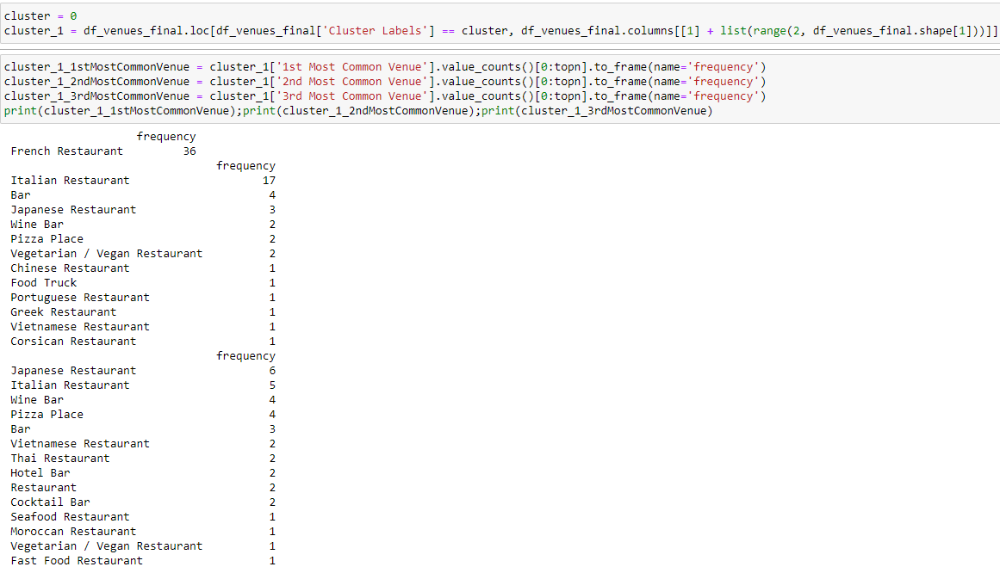 cluster = 0
cluster_1 = df_venues_final.loc[df_venues_final['Cluster Labels'] == cluster, df_venues_final.columns[[1] + list(range(2, df_venues_final.shape[1]))]]
cluster_1_1stMostCommonVenue = cluster_1['1st Most Common Venue'].value_counts()[0:topn].to_frame(name='frequency')
cluster_1_2ndMostCommonVenue = cluster_1['2nd Most Common Venue'].value_counts()[0:topn].to_frame(name='frequency')
cluster_1_3rdMostCommonVenue = cluster_1['3rd Most Common Venue'].value_counts()[0:topn].to_frame(name='frequency')
print(cluster_1_1stMostCommonVenue);print(cluster_1_2ndMostCommonVenue);print(cluster_1_3rdMostCommonVenue)
frequency
French Restaurant 36
frequency
Italian Restaurant 17
Bar 4
Japanese Restaurant 3
Wine Bar 2
Pizza Place 2
Vegetarian / Vegan Restaurant 2
Chinese Restaurant 1
Food Truck 1
Portuguese Restaurant 1
Greek Restaurant 1
Vietnamese Restaurant 1
Corsican Restaurant 1
frequency
Japanese Restaurant 6
Italian Restaurant 5
Wine Bar 4
Pizza Place 4
Bar 3
Vietnamese Restaurant 2
Thai Restaurant 2
Hotel Bar 2
Restaurant 2
Cocktail Bar 2
Seafood Restaurant 1
Moroccan Restaurant 1
Vegetarian / Vegan Restaurant 1
Fast Food Restaurant 1